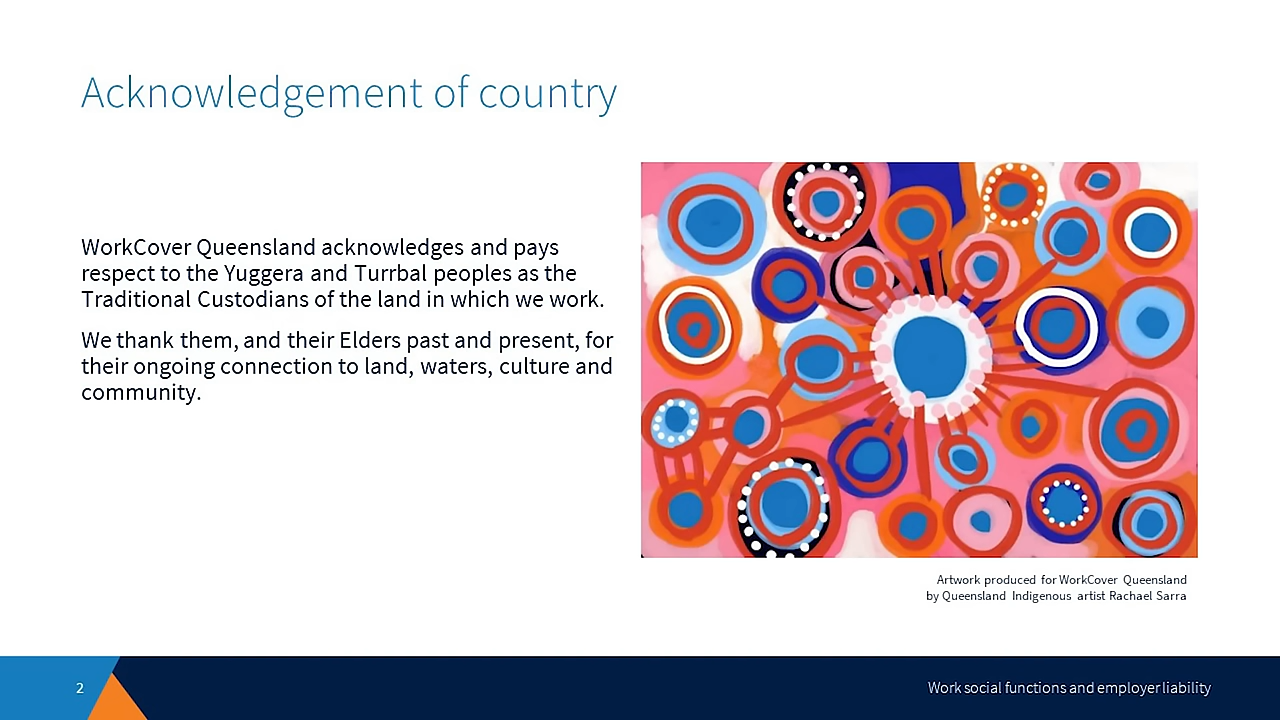 Acknowledgement of country
WorkCover Queensland acknowledges and pays
respect to the Yuggera and Turrbal peoples as the
Traditional Custodians of the land in which we work.
We thank them, and their Elders past and present, for
their ongoing connection to land, waters, culture and
community.
Artwork produced for WorkCover Queensland
by Queensland Indigenous artist Rachael Sarra
2
Work social functions and employer liability